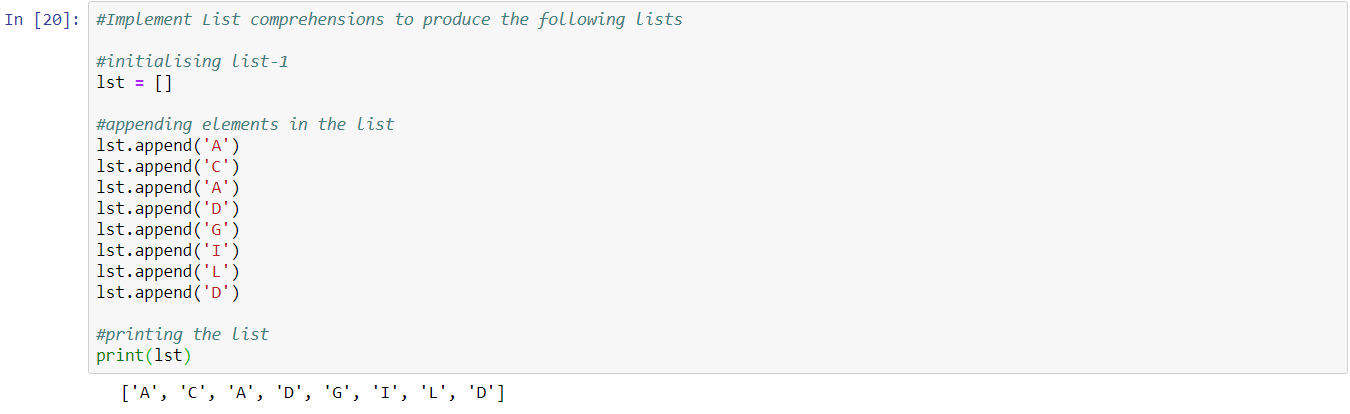 In [20]: #Implement List comprehensions to produce the following lists
#initialising list-1
lst = []
#appending elements in the list
lst.append('A')
lst.append('C')
lst.append('A')
lst.append('D')
lst.append('G')
lst.append('I')
lst.append('L')
lst.append('D')
#printing the list
print(lst)
['A', 'C', 'A', 'D', 'G', 'I', 'L', 'D']